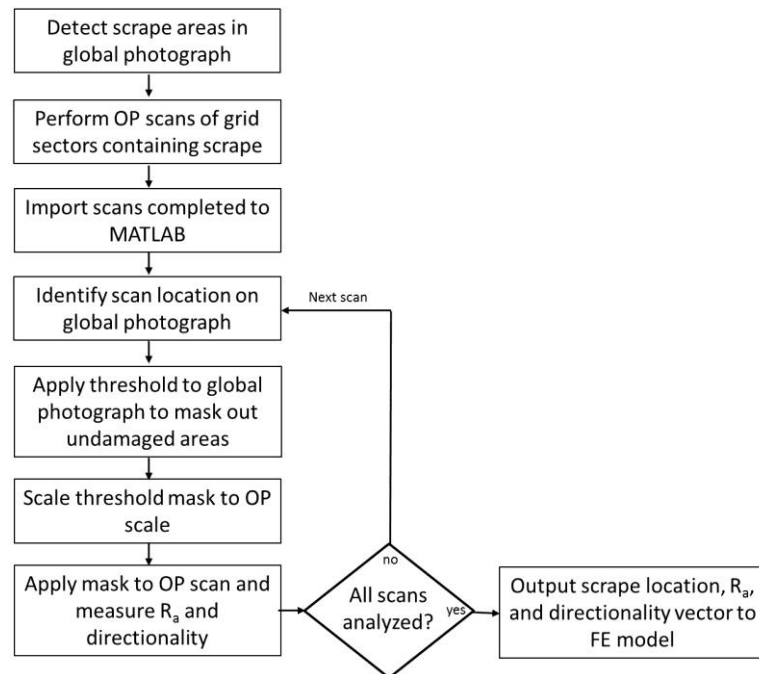 Detect scrape areas in
global photograph
Perform OP scans of grid
sectors containing scrape
Import scans completed to
MATLAB
Identify scan location on
global photograph
Next scan
Apply threshold to global
photograph to mask out
undamaged areas
Scale threshold mask to OP
scale
Apply mask to OP scan and
measure Rₐ and
directionality
no
All scans
analyzed?
yes
Output scrape location, Rₐ,
and directionality vector to
FE model